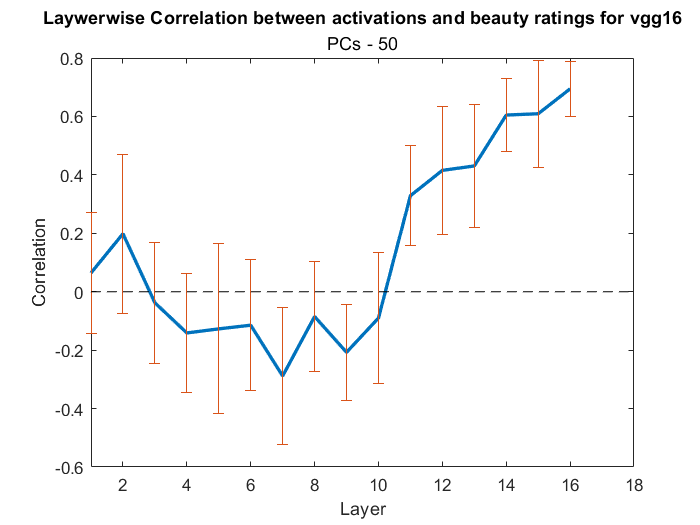 Laywerwise Correlation between activations and beauty ratings for vgg16
PCs - 50
0.8
0.6
0.4
0.2
0
-0.2
-0.4
-0.6
Correlation
2 4 6 8 10 12 14 16 18
Layer